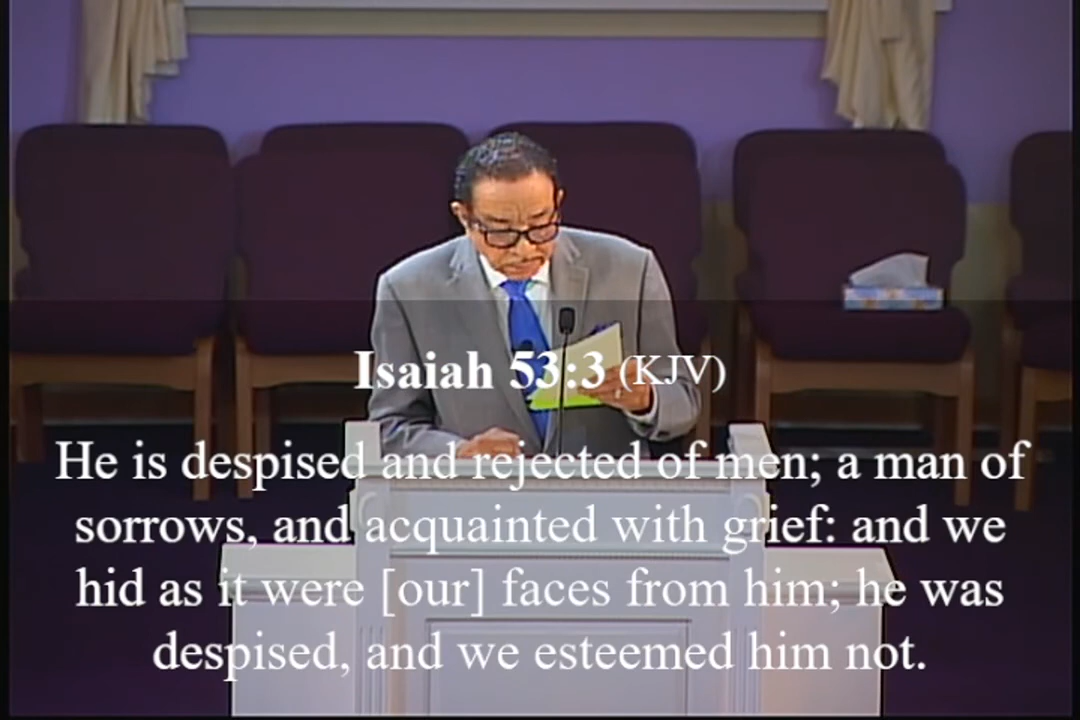 Isaiah 53:3 (KJV)
He is despised and rejected of men; a man of
sorrows, and acquainted with grief: and we
hid as it were [our] faces from him; he was
despised, and we esteemed him not.